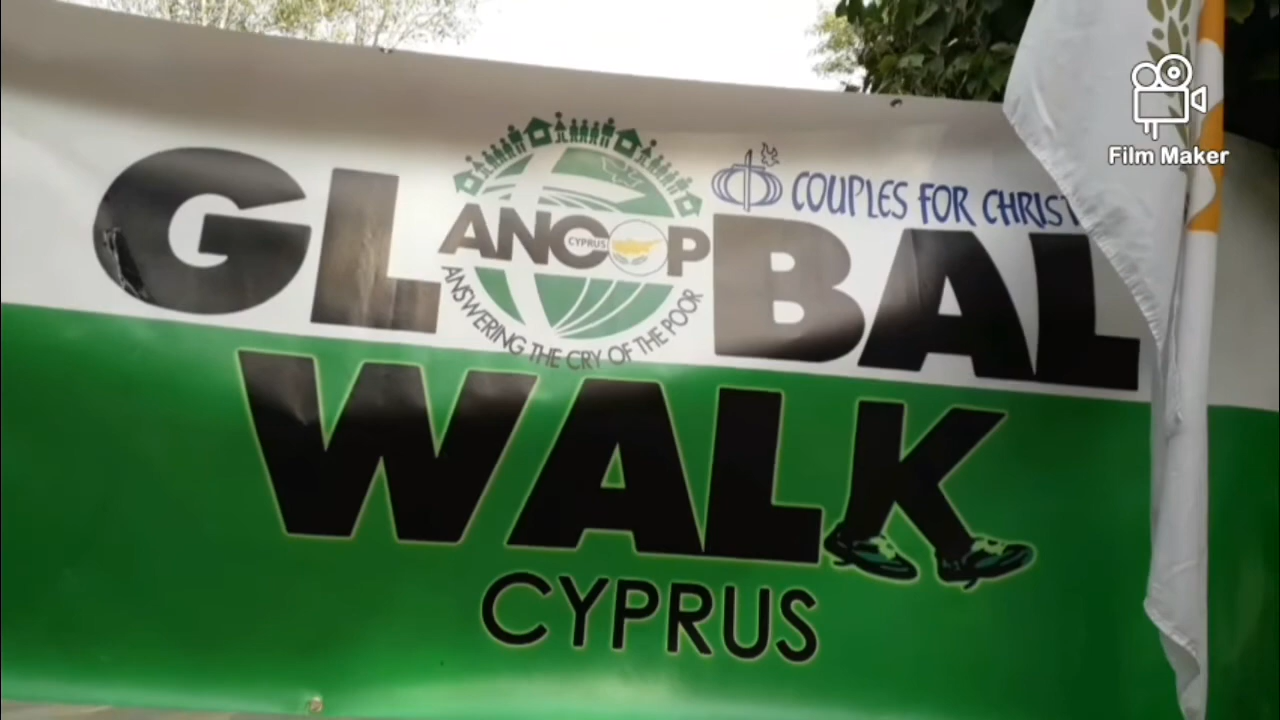 Film Maker
COUPLES FOR CHRIST
GLOBAL
ANCOP
CYPRUS
ANSWERING THE CRY OF THE POOR
WALK
CYPRUS